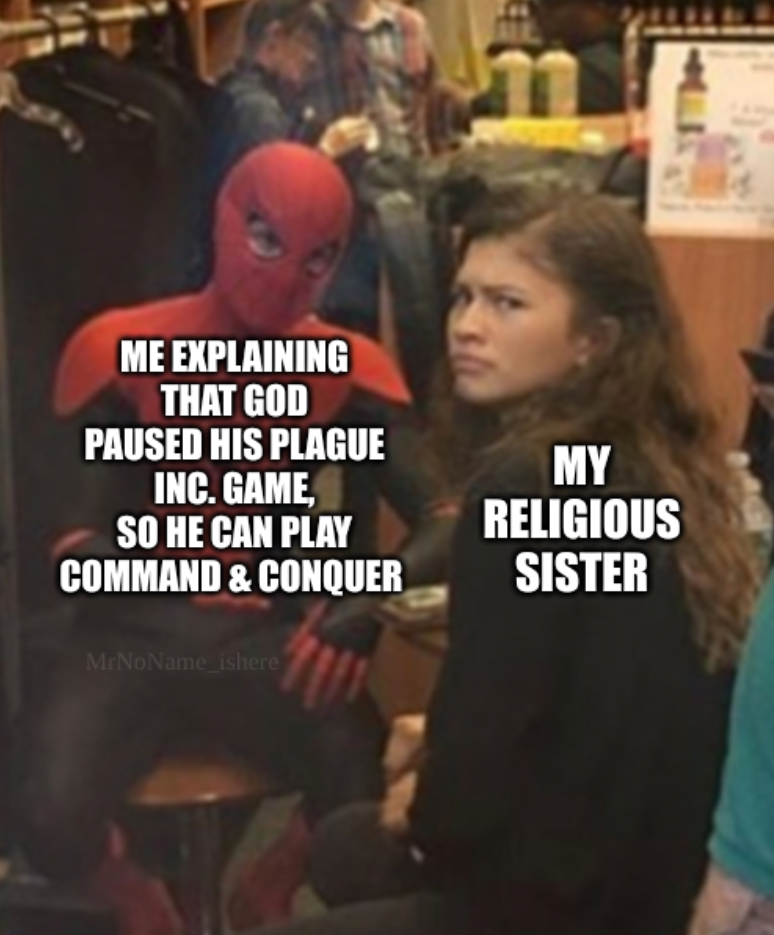 ME EXPLAINING
THAT GOD
PAUSED HIS PLAGUE
INC. GAME,
SO HE CAN PLAY
COMMAND & CONQUER
MY
RELIGIOUS
SISTER
MrNoName_ishere